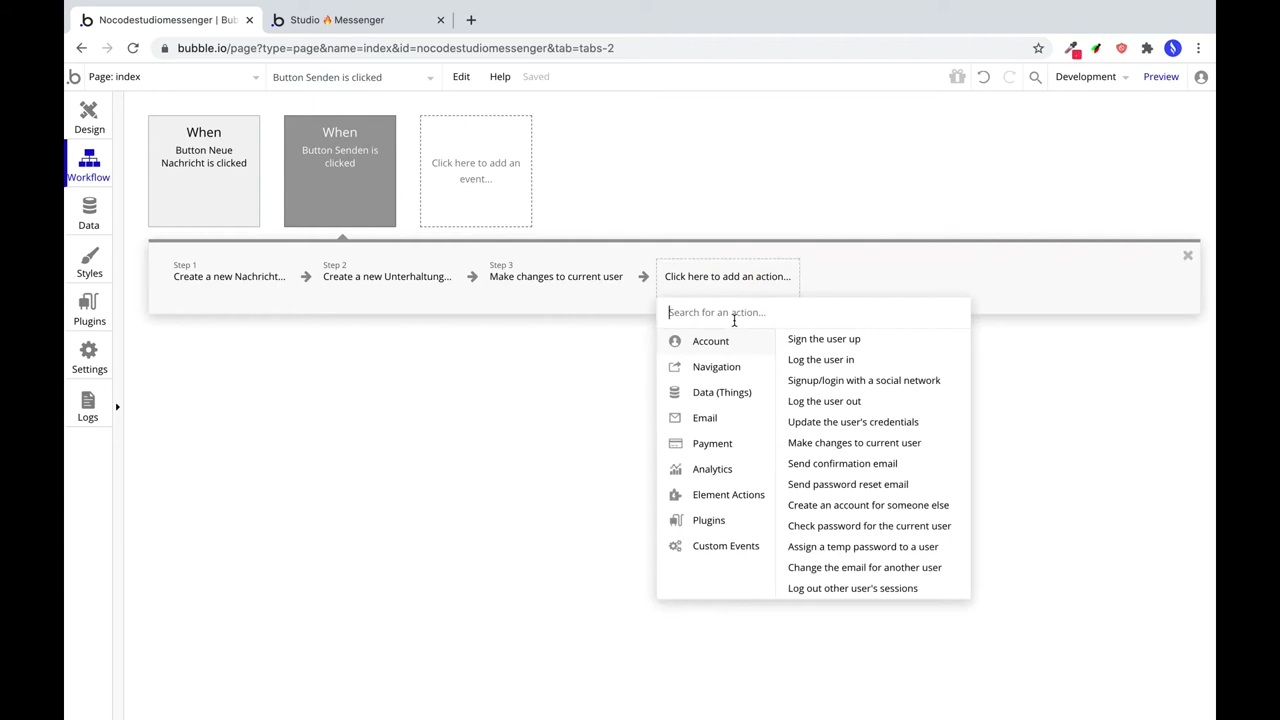 Nocodestudiomessenger | Bub
Studio 🔥 Messenger
bubble.io/page?type=page&name=index&id=nocodestudiomessenger&tab=tabs-2
Page: index
Button Senden is clicked
Edit
Help
Saved
Development
Preview
Design
Workflow
Data
Styles
Plugins
Settings
Logs
When
Button Neue
Nachricht is clicked
When
Button Senden is
clicked
Click here to add an
event...
Step 1
Create a new Nachricht...
Step 2
Create a new Unterhaltung...
Step 3
Make changes to current user
Click here to add an action...
Search for an action...
Account
Navigation
Data (Things)
Email
Payment
Analytics
Element Actions
Plugins
Custom Events
Sign the user up
Log the user in
Signup/login with a social network
Log the user out
Update the user's credentials
Make changes to current user
Send confirmation email
Send password reset email
Create an account for someone else
Check password for the current user
Assign a temp password to a user
Change the email for another user
Log out other user's sessions